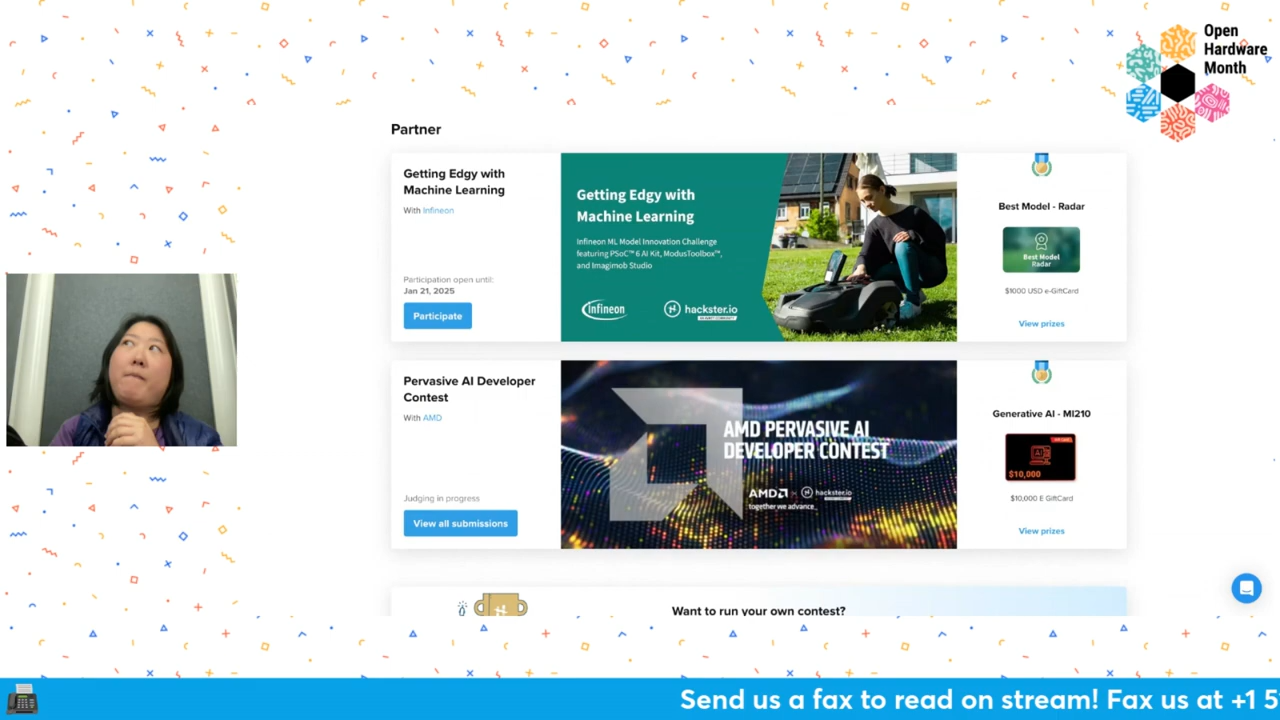 Open
Hardware
Month
Partner
Getting Edgy with
Machine Learning
With Infineon
Participation open until:
Jan 21, 2025
Participate
Getting Edgy with
Machine Learning
Infineon ML Model Innovation Challenge
featuring PSoC™ 6 AI Kit, ModusToolbox™,
and Imagimob Studio
infineon
hackster.io
Best Model - Radar
Best Model
Radar
$1000 USD e-GiftCard
View prizes
Pervasive AI Developer
Contest
With AMD
Judging in progress
View all submissions
AMD PERVASIVE AI
DEVELOPER CONTEST
AMD x hackster.io
together we advance_
Generative AI - MI210
AI
$10,000
$10,000 E GiftCard
View prizes
Want to run your own contest?
Send us a fax to read on stream! Fax us at +1 5